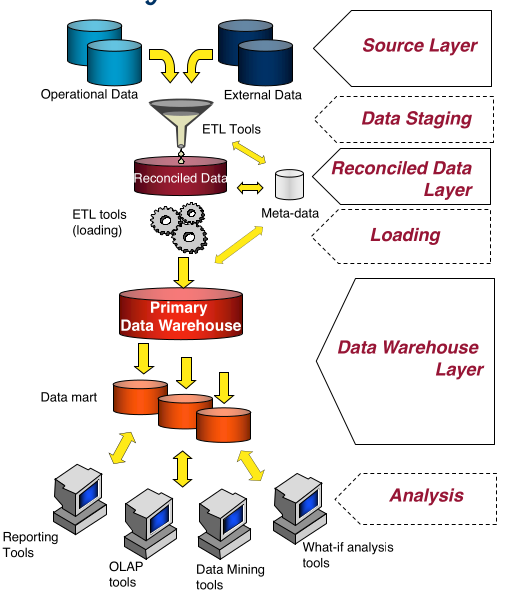 Operational Data
External Data
Source Layer
ETL Tools
Data Staging
Reconciled Data
Reconciled Data
Layer
Meta-data
ETL tools
(loading)
Loading
Primary
Data Warehouse
Data Warehouse
Layer
Data mart
Analysis
Reporting
Tools
OLAP
tools
Data Mining
tools
What-if analysis
tools